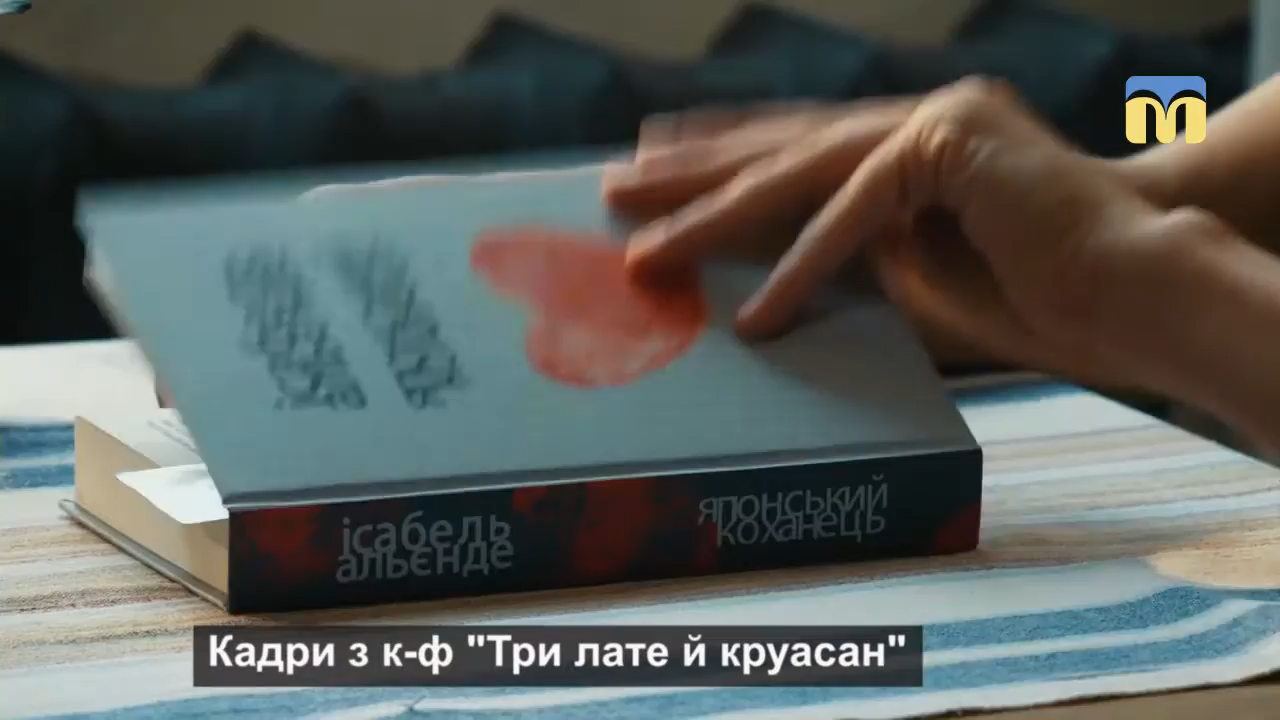 ісабель
альєнде
японський
коханець
Кадри з к-ф "Три лате й круасан"